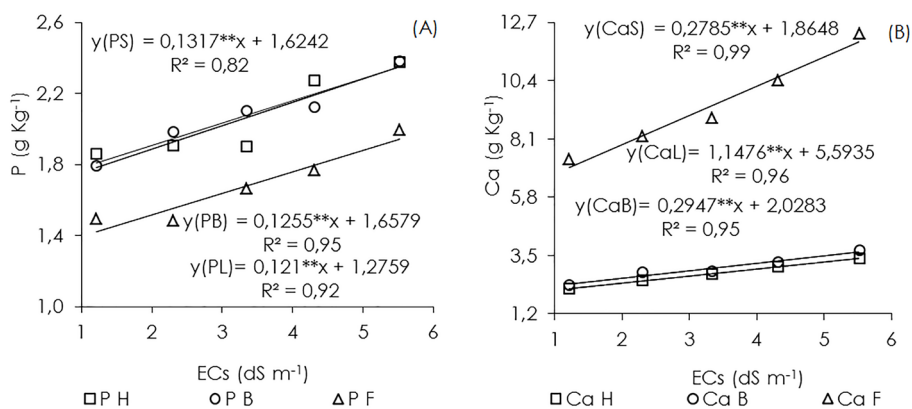 (A)
2,6
2,2
1,8
1,4
1,0
P (g Kg-1)
y(PS) = 0,1317**x + 1,6242
R² = 0,82
y(PB) = 0,1255**x + 1,6579
R² = 0,95
y(PL) = 0,121**x + 1,2759
R² = 0,92
1 2 3 4 5 6
ECs (dS m-1)
P H P B P F
(B)
12,7
10,4
8,1
5,8
3,5
1,2
Ca (g Kg-1)
y(CaS) = 0,2785**x + 1,8648
R² = 0,99
y(CaL)= 1,1476**x + 5,5935
R² = 0,96
y(CaB)= 0,2947**x + 2,0283
R² = 0,95
1 2 3 4 5 6
ECs (dS m-1)
Ca H Ca B Ca F